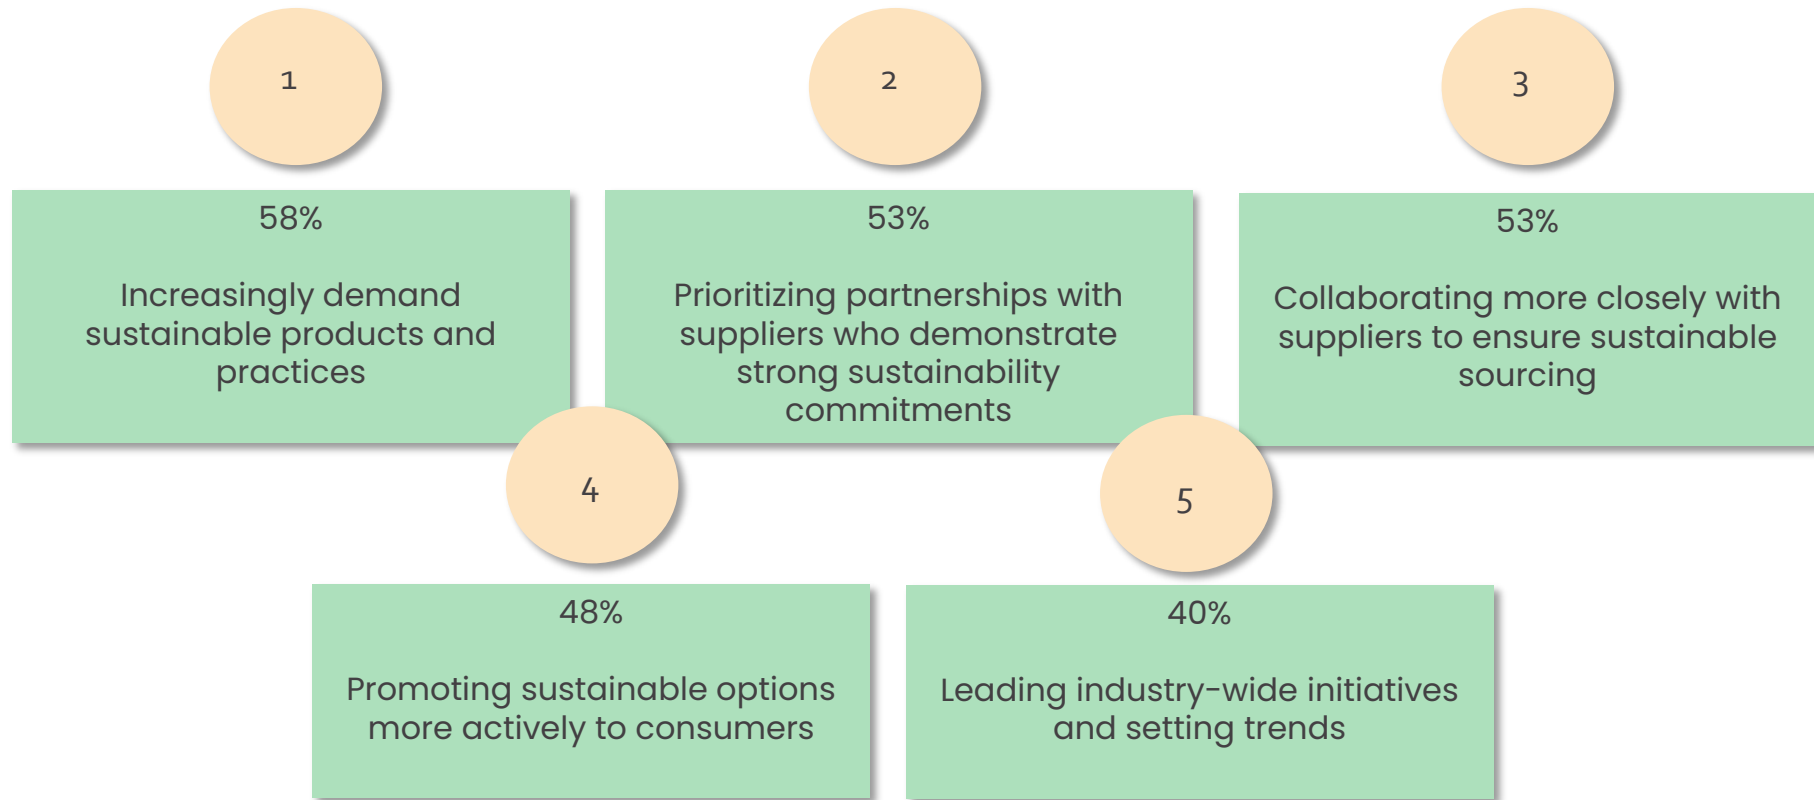 1
58%
Increasingly demand
sustainable products and
practices
2
53%
Prioritizing partnerships with
suppliers who demonstrate
strong sustainability
commitments
3
53%
Collaborating more closely with
suppliers to ensure sustainable
sourcing
4
48%
Promoting sustainable options
more actively to consumers
5
40%
Leading industry-wide initiatives
and setting trends